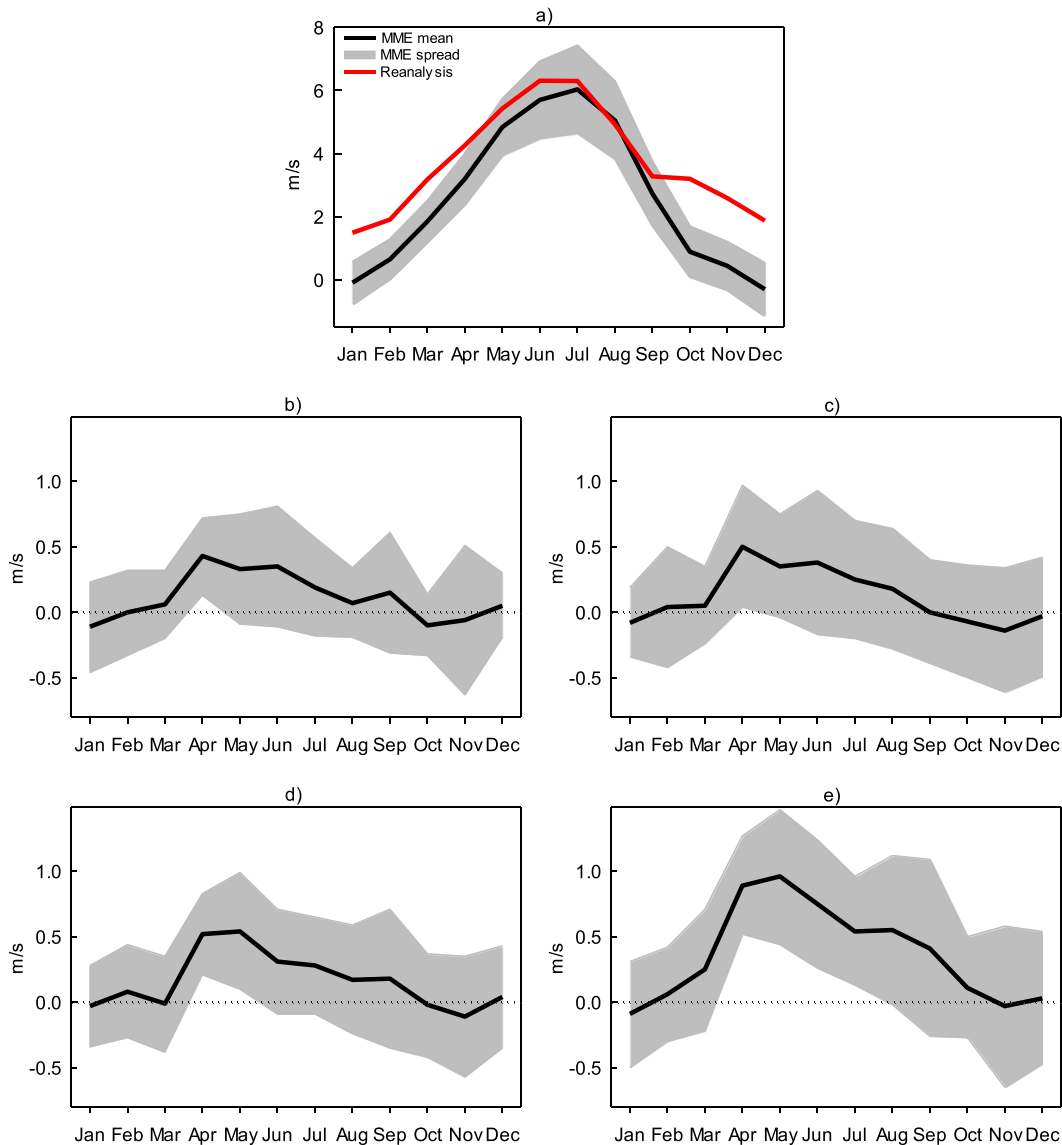 a)
8
MME mean
MME spread
Reanalysis
6
4
m/s
2
0
Jan Feb Mar Apr May Jun Jul Aug Sep Oct Nov Dec
b)
1.0
0.5
m/s
0.0
-0.5
Jan Feb Mar Apr May Jun Jul Aug Sep Oct Nov Dec
c)
1.0
0.5
m/s
0.0
-0.5
Jan Feb Mar Apr May Jun Jul Aug Sep Oct Nov Dec
d)
1.0
0.5
m/s
0.0
-0.5
Jan Feb Mar Apr May Jun Jul Aug Sep Oct Nov Dec
e)
1.0
0.5
m/s
0.0
-0.5
Jan Feb Mar Apr May Jun Jul Aug Sep Oct Nov Dec